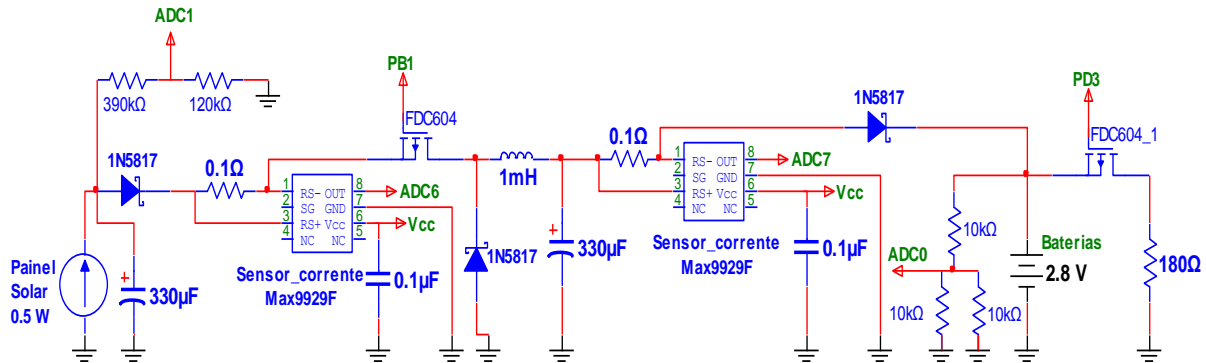 ADC1
390kΩ
120kΩ
1N5817
Painel
Solar
0.5 W
330µF
0.1Ω
1
2
3
4
RS-
SG
RS+
NC
OUT
GND
Vcc
NC
8
7
6
5
ADC6
Vcc
Sensor_corrente
Max9929F
0.1µF
PB1
FDC604
1N5817
1mH
330µF
0.1Ω
1
2
3
4
RS-
SG
RS+
NC
OUT
GND
Vcc
NC
8
7
6
5
ADC7
Vcc
Sensor_corrente
Max9929F
0.1µF
1N5817
ADC0
10kΩ
10kΩ
10kΩ
Baterias
2.8 V
PD3
FDC604_1
180Ω